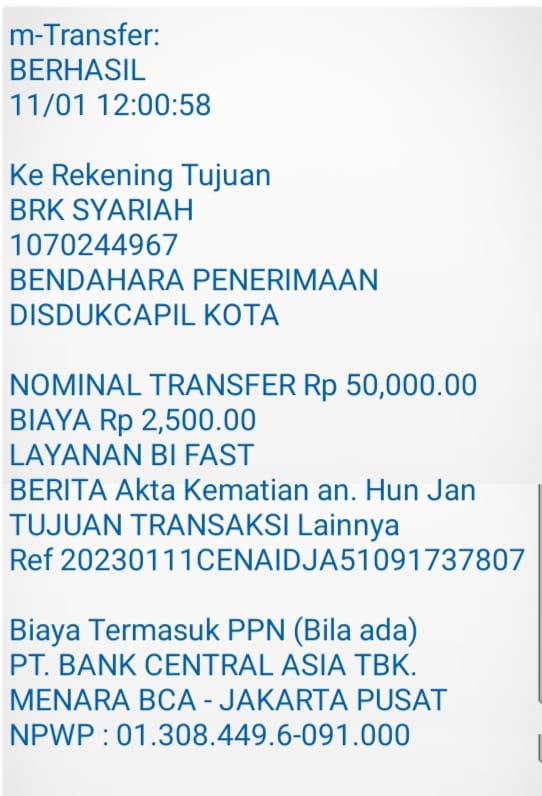 m-Transfer:
BERHASIL
11/01 12:00:58
Ke Rekening Tujuan
BRK SYARIAH
1070244967
BENDAHARA PENERIMAAN
DISDUKCAPIL KOTA
NOMINAL TRANSFER Rp 50,000.00
BIAYA Rp 2,500.00
LAYANAN BI FAST
BERITA Akta Kematian an. Hun Jan
TUJUAN TRANSAKSI Lainnya
Ref 20230111CENAIDJA51091737807
Biaya Termasuk PPN (Bila ada)
PT. BANK CENTRAL ASIA TBK.
MENARA BCA - JAKARTA PUSAT
NPWP : 01.308.449.6-091.000